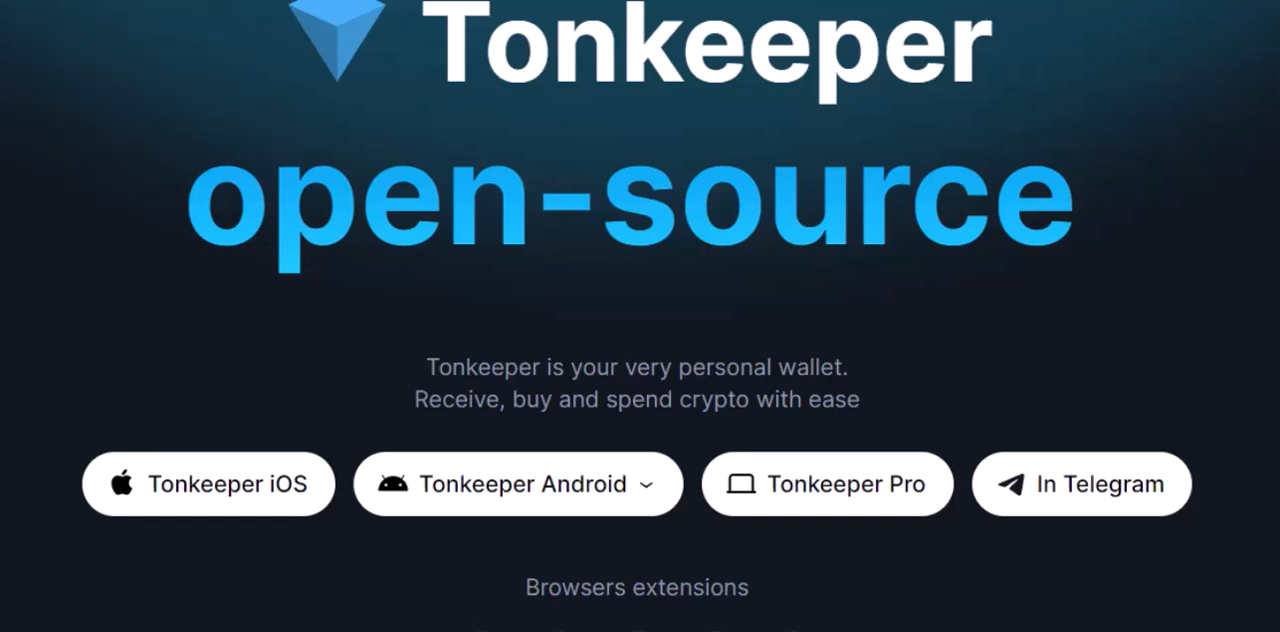 Tonkeeper
open-source
Tonkeeper is your very personal wallet.
Receive, buy and spend crypto with ease
Tonkeeper iOS
Tonkeeper Android
Tonkeeper Pro
In Telegram
Browsers extensions